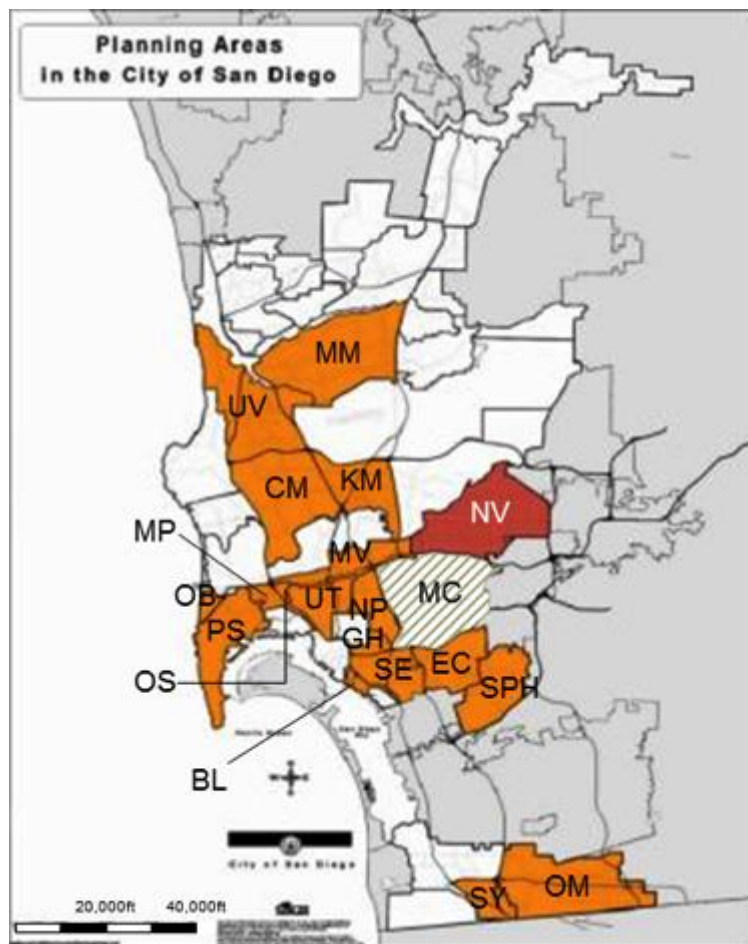 Planning Areas
in the City of San Diego
MM
UV
KM
CM
NV
MP
MV
MC
OB
UT
NP
PS
GH
SE
EC
OS
SPH
BL
City of San Diego
SY
OM
20,000ft
40,000ft